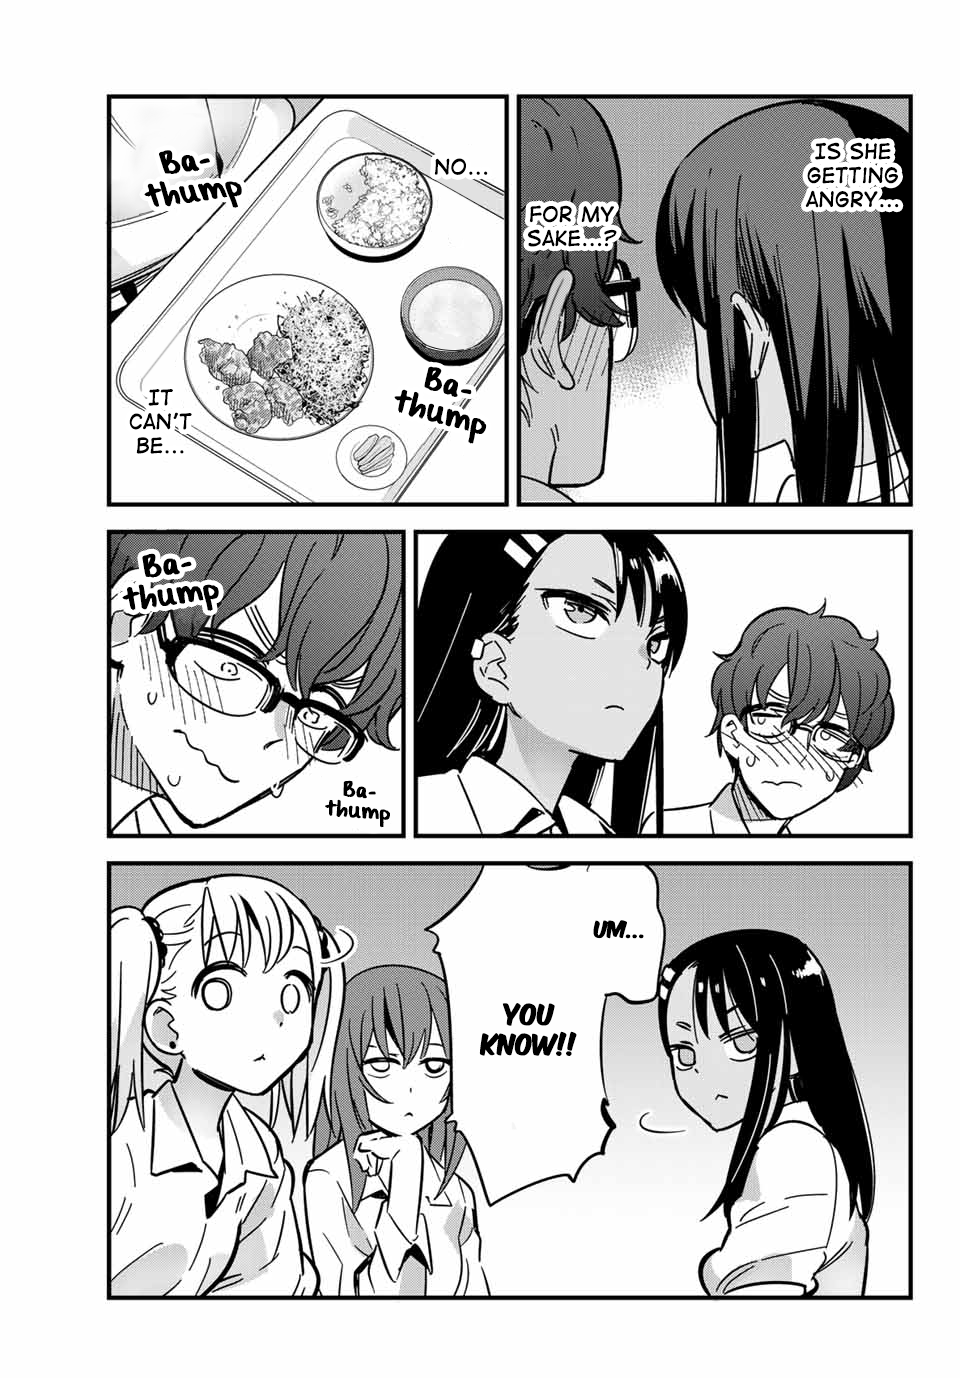 IS SHE
GETTING
ANGRY...
FOR MY
SAKE...?
NO...
Ba-
thump
Ba-
thump
IT
CAN'T
BE...
Ba-
thump
Ba-
thump
UM...
YOU
KNOW!!